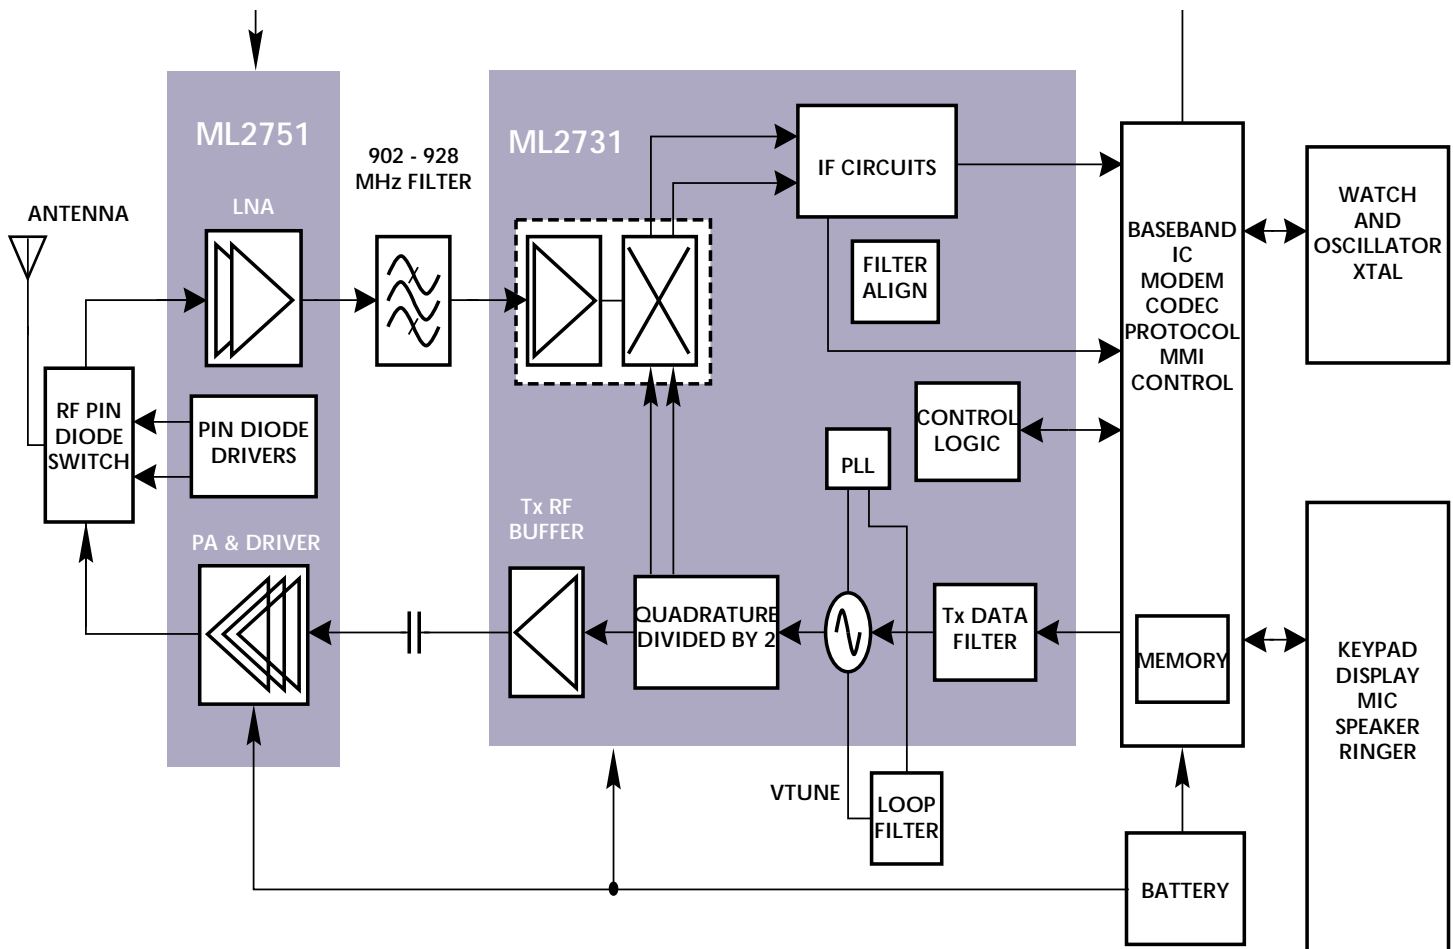 ML2751
ML2731
902 - 928
MHz FILTER
ANTENNA
LNA
IF CIRCUITS
FILTER
ALIGN
BASEBAND
IC
MODEM
CODEC
PROTOCOL
MMI
CONTROL
WATCH
AND
OSCILLATOR
XTAL
RF PIN
DIODE
SWITCH
PIN DIODE
DRIVERS
CONTROL
LOGIC
PLL
Tx RF
BUFFER
PA & DRIVER
QUADRATURE
DIVIDED BY 2
Tx DATA
FILTER
MEMORY
KEYPAD
DISPLAY
MIC
SPEAKER
RINGER
VTUNE
LOOP
FILTER
BATTERY